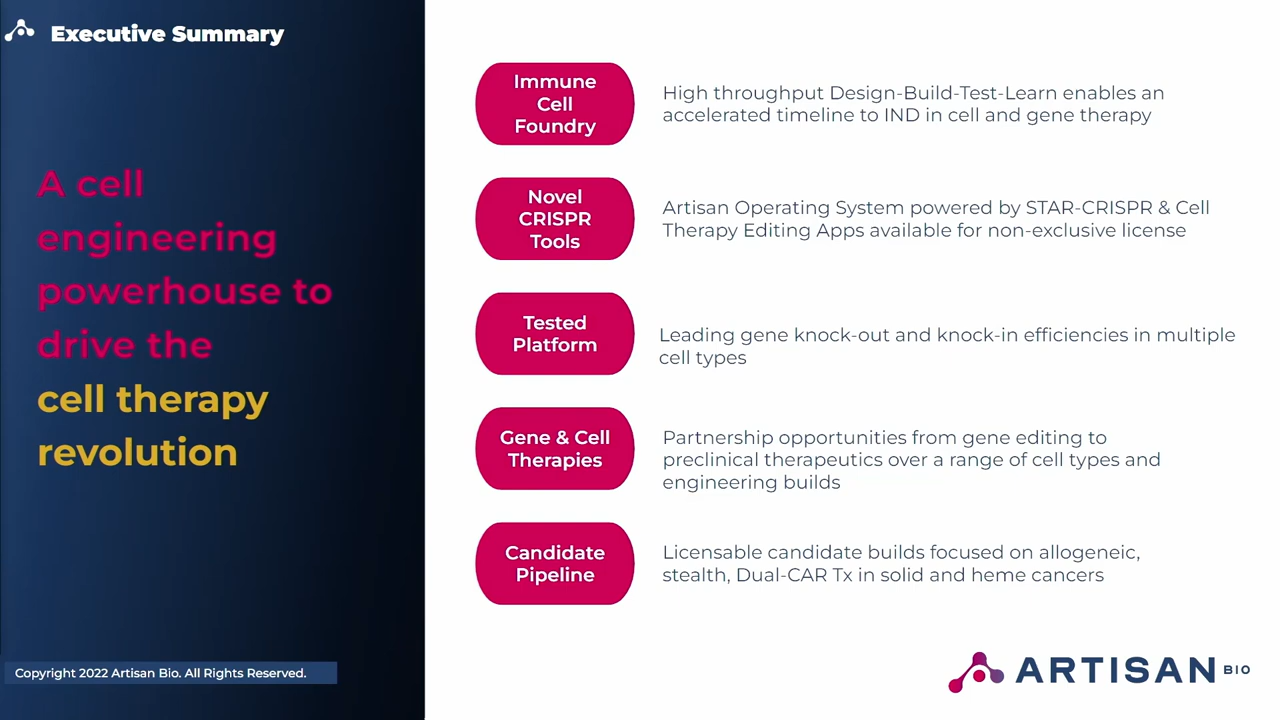 Executive Summary
A cell
engineering
powerhouse to
drive the
cell therapy
revolution
Copyright 2022 Artisan Bio. All Rights Reserved.
Immune
Cell
Foundry
High throughput Design-Build-Test-Learn enables an
accelerated timeline to IND in cell and gene therapy
Novel
CRISPR
Tools
Artisan Operating System powered by STAR-CRISPR & Cell
Therapy Editing Apps available for non-exclusive license
Tested
Platform
Leading gene knock-out and knock-in efficiencies in multiple
cell types
Gene & Cell
Therapies
Partnership opportunities from gene editing to
preclinical therapeutics over a range of cell types and
engineering builds
Candidate
Pipeline
Licensable candidate builds focused on allogeneic,
stealth, Dual-CAR Tx in solid and heme cancers
ARTISAN BIO